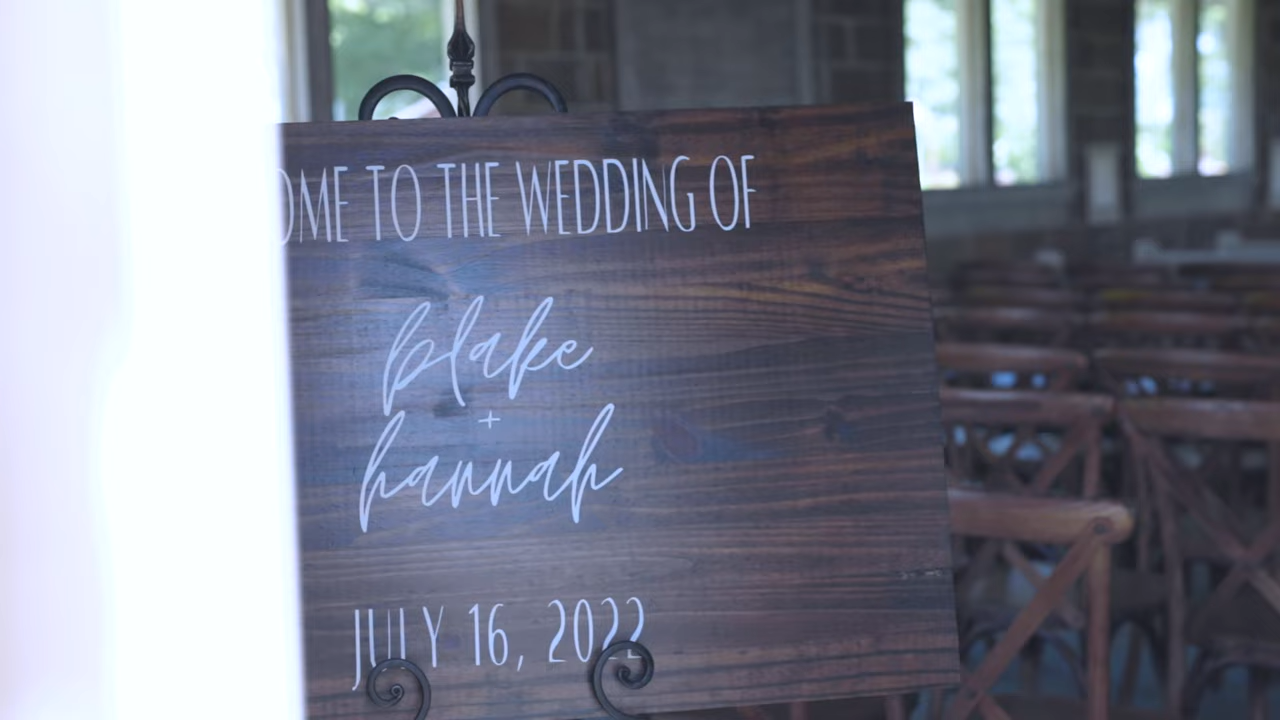 OME TO THE WEDDING OF
blake
+
hannah
JULY 16, 2022